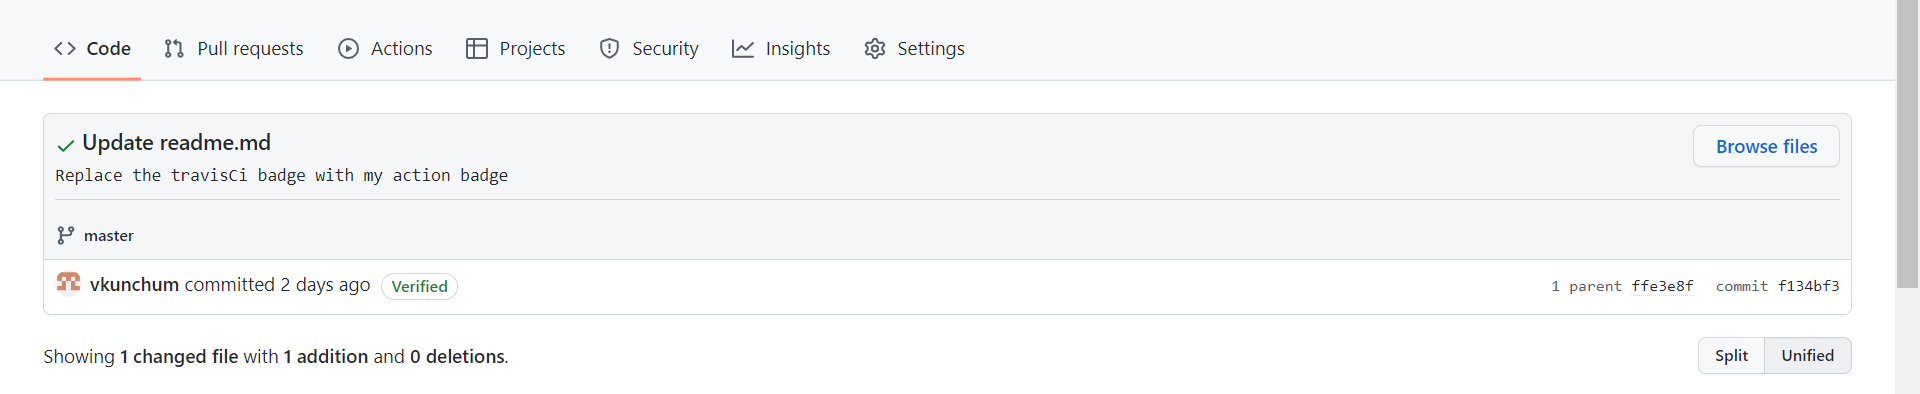 Code Pull requests Actions Projects Security Insights Settings
Update readme.md
Browse files
Replace the travisCi badge with my action badge
master
vkunchum committed 2 days ago Verified 1 parent ffe3e8f commit f134bf3
Showing 1 changed file with 1 addition and 0 deletions. Split Unified